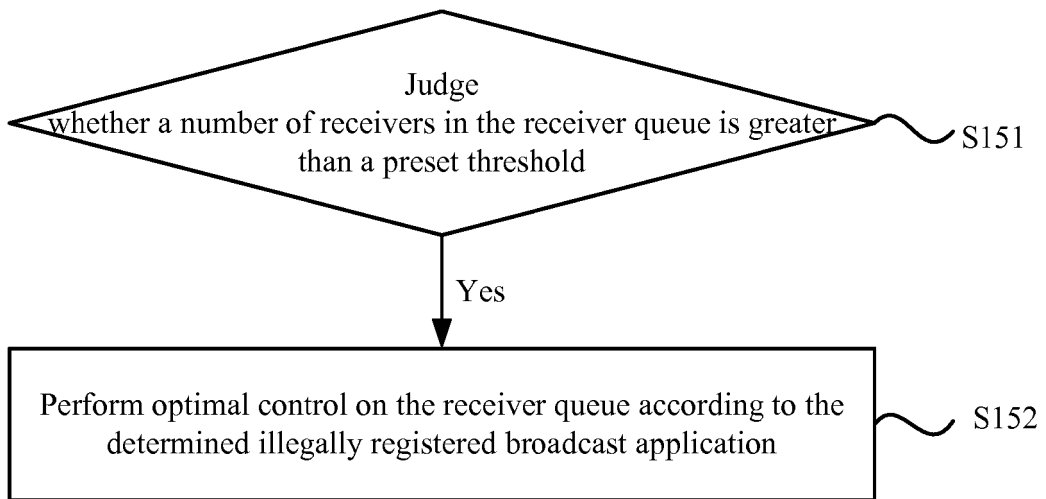 Judge
whether a number of receivers in the receiver queue is greater
than a preset threshold
S151
Yes
Perform optimal control on the receiver queue according to the
determined illegally registered broadcast application
S152